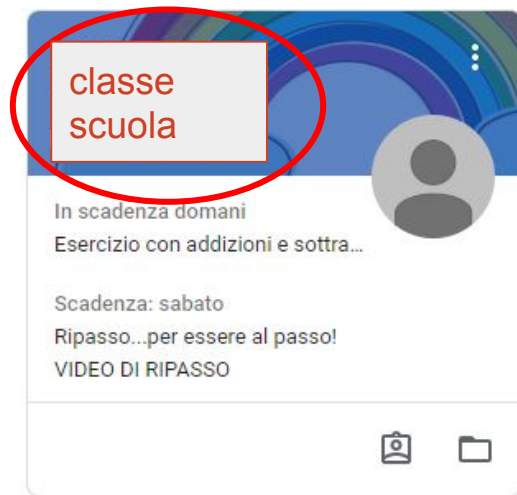 classe
scuola
In scadenza domani
Esercizio con addizioni e sottra...
Scadenza: sabato
Ripasso...per essere al passo!
VIDEO DI RIPASSO